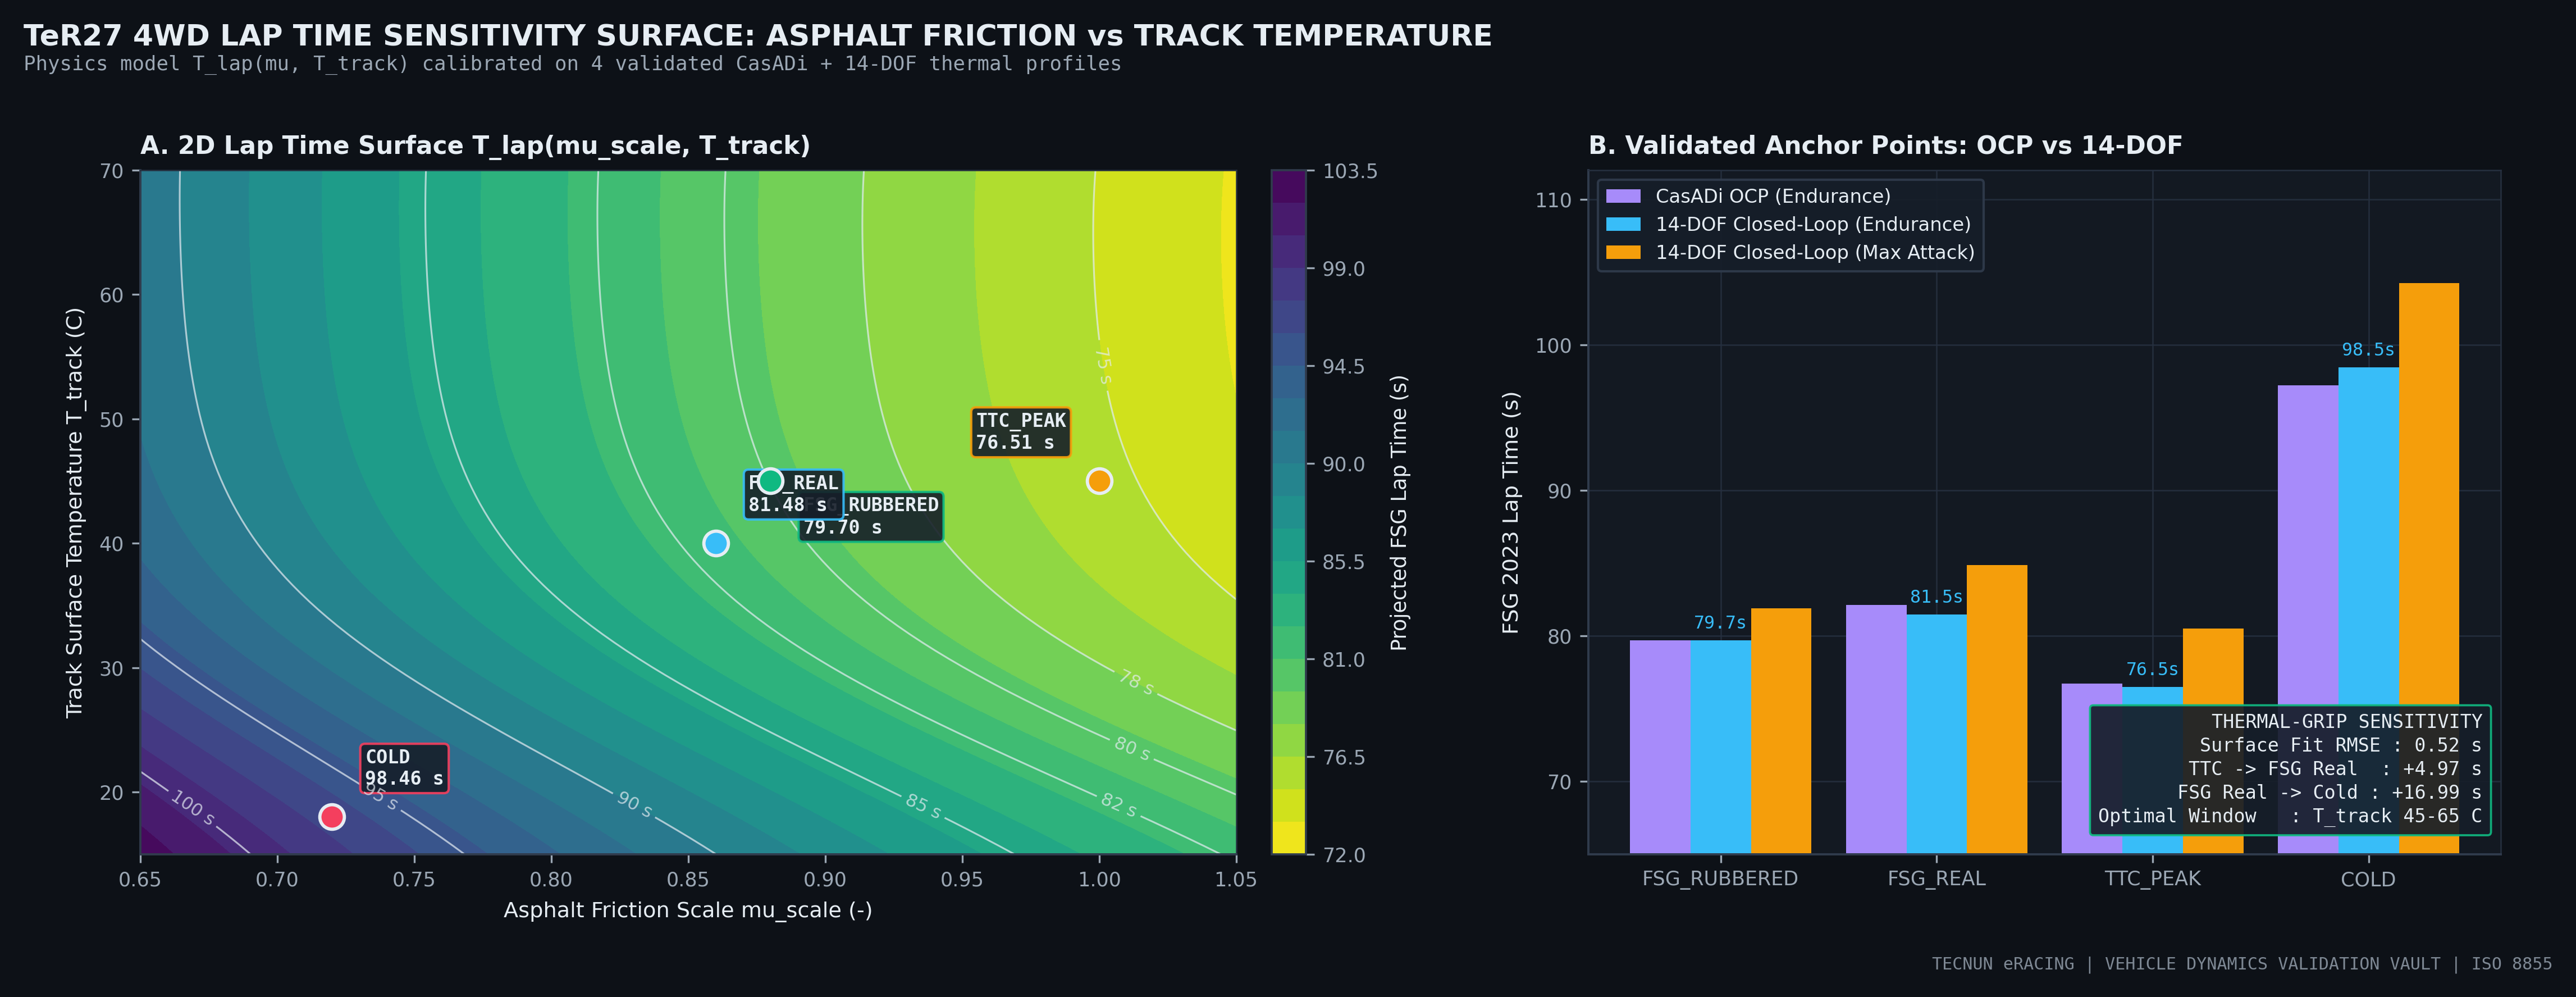 TeR27 4WD LAP TIME SENSITIVITY SURFACE: ASPHALT FRICTION vs TRACK TEMPERATURE
Physics model T_lap(mu, T_track) calibrated on 4 validated CasADi + 14-DOF thermal profiles
A. 2D Lap Time Surface T_lap(mu_scale, T_track)
Track Surface Temperature T_track (C)
70
60
50
40
30
20
75 s
TTC_PEAK
76.51 s
_REAL
81.48 s
_RUBBERED
79.70 s
COLD
98.46 s
78 s
80 s
82 s
85 s
90 s
95 s
100 s
0.65
0.70
0.75
0.80
0.85
0.90
0.95
1.00
1.05
Asphalt Friction Scale mu_scale (-)
103.5
99.0
94.5
90.0
85.5
81.0
76.5
72.0
Projected FSG Lap Time (s)
B. Validated Anchor Points: OCP vs 14-DOF
CasADi OCP (Endurance)
14-DOF Closed-Loop (Endurance)
14-DOF Closed-Loop (Max Attack)
FSG 2023 Lap Time (s)
110
100
90
80
70
79.7s
81.5s
76.5s
98.5s
THERMAL-GRIP SENSITIVITY
Surface Fit RMSE : 0.52 s
TTC -> FSG Real : +4.97 s
FSG Real -> Cold : +16.99 s
Optimal Window : T_track 45-65 C
FSG_RUBBERED
FSG_REAL
TTC_PEAK
COLD
TECNUN eRACING | VEHICLE DYNAMICS VALIDATION VAULT | ISO 8855